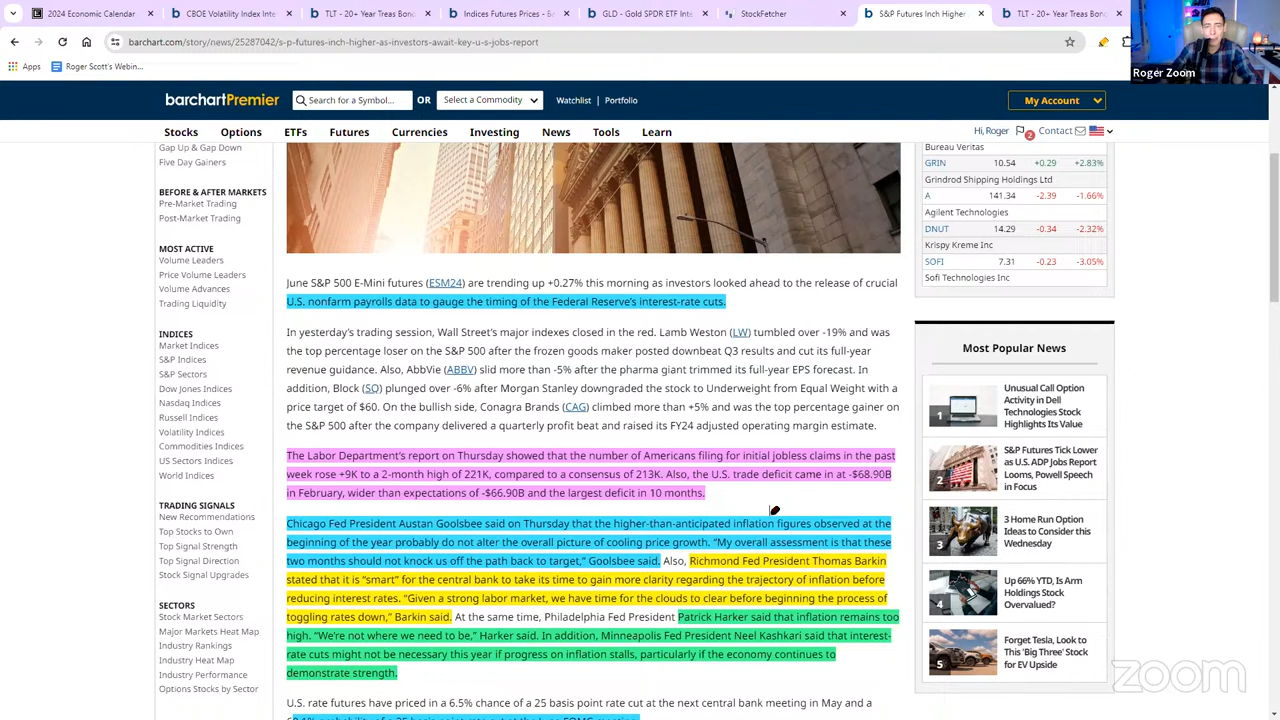 2024 Economic Calendar
CBOE Volatility Index Inte
TLT - 20+ Year Treas Bond
Indices Futures Prices - Ba
GLD - Gold SPDR ETF Inte
StockFetcher
S&P Futures Inch Higher
TLT - 20+ Year Treas Bond
barchart.com/story/news/25287042/s-p-futures-inch-higher-as-investors-await-key-u-s-jobs-report
Apps
Roger Scott's Webin...
Roger Zoom
barchartPremier
Search for a Symbol...
OR
Select a Commodity
Watchlist | Portfolio
My Account
Stocks Options ETFs Futures Currencies Investing News Tools Learn
Hi, Roger
2
Contact
Gap Up & Gap Down
Five Day Gainers
BEFORE & AFTER MARKETS
Pre-Market Trading
Post-Market Trading
MOST ACTIVE
Volume Leaders
Price Volume Leaders
Volume Advances
Trading Liquidity
INDICES
Market Indices
S&P Indices
S&P Sectors
Dow Jones Indices
Nasdaq Indices
Russell Indices
Volatility Indices
Commodities Indices
US Sectors Indices
World Indices
TRADING SIGNALS
New Recommendations
Top Stocks to Own
Top Signal Strength
Top Signal Direction
Stock Signal Upgrades
SECTORS
Stock Market Sectors
Major Markets Heat Map
Industry Rankings
Industry Heat Map
Industry Performance
Options Stocks by Sector
June S&P 500 E-Mini futures (ESM24) are trending up +0.27% this morning as investors looked ahead to the release of crucial
U.S. nonfarm payrolls data to gauge the timing of the Federal Reserve's interest-rate cuts.
In yesterday's trading session, Wall Street's major indexes closed in the red. Lamb Weston (LW) tumbled over -19% and was
the top percentage loser on the S&P 500 after the frozen goods maker posted downbeat Q3 results and cut its full-year
revenue guidance. Also, AbbVie (ABBV) slid more than -5% after the pharma giant trimmed its full-year EPS forecast. In
addition, Block (SQ) plunged over -6% after Morgan Stanley downgraded the stock to Underweight from Equal Weight with a
price target of $60. On the bullish side, Conagra Brands (CAG) climbed more than +5% and was the top percentage gainer on
the S&P 500 after the company delivered a quarterly profit beat and raised its FY24 adjusted operating margin estimate.
The Labor Department's report on Thursday showed that the number of Americans filing for initial jobless claims in the past
week rose +9K to a 2-month high of 221K, compared to a consensus of 213K. Also, the U.S. trade deficit came in at -$68.90B
in February, wider than expectations of -$66.90B and the largest deficit in 10 months.
Chicago Fed President Austan Goolsbee said on Thursday that the higher-than-anticipated inflation figures observed at the
beginning of the year probably do not alter the overall picture of cooling price growth. "My overall assessment is that these
two months should not knock us off the path back to target," Goolsbee said. Also, Richmond Fed President Thomas Barkin
stated that it is "smart" for the central bank to take its time to gain more clarity regarding the trajectory of inflation before
reducing interest rates. "Given a strong labor market, we have time for the clouds to clear before beginning the process of
toggling rates down," Barkin said. At the same time, Philadelphia Fed President Patrick Harker said that inflation remains too
high. "We're not where we need to be," Harker said. In addition, Minneapolis Fed President Neel Kashkari said that interest-
rate cuts might not be necessary this year if progress on inflation stalls, particularly if the economy continues to
demonstrate strength.
U.S. rate futures have priced in a 6.5% chance of a 25 basis point rate cut at the next central bank meeting in May and a
Bureau Veritas
GRIN 10.54 +0.29 +2.83%
Grindrod Shipping Holdings Ltd
A 141.34 -2.39 -1.66%
Agilent Technologies
DNUT 14.29 -0.34 -2.32%
Krispy Kreme Inc
SOFI 7.31 -0.23 -3.05%
Sofi Technologies Inc
Most Popular News
1
Unusual Call Option
Activity in Dell
Technologies Stock
Highlights Its Value
2
S&P Futures Tick Lower
as U.S. ADP Jobs Report
Looms, Powell Speech
in Focus
3
3 Home Run Option
Ideas to Consider this
Wednesday
4
Up 66% YTD, Is Arm
Holdings Stock
Overvalued?
5
Forget Tesla, Look to
This 'Big Three' Stock
for EV Upside
zoom